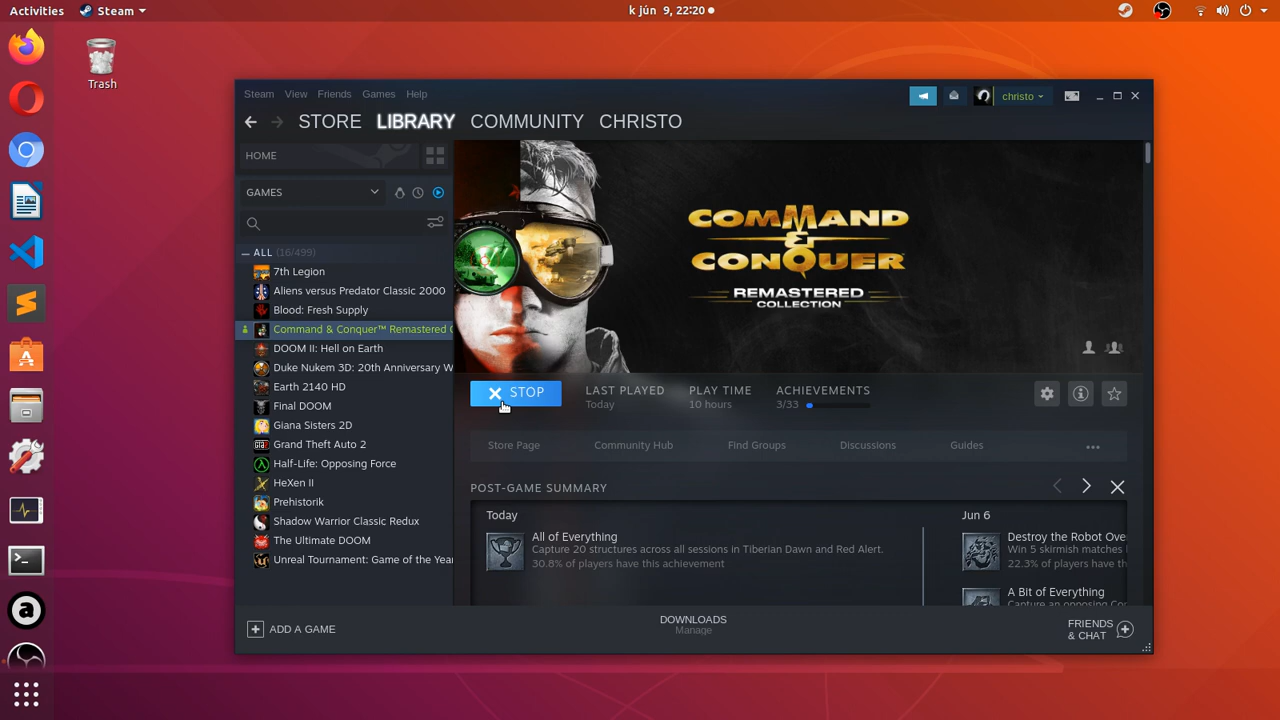 Activities
Steam
k jún 9, 22:20
Trash
Steam View Friends Games Help
christo
STORE LIBRARY COMMUNITY CHRISTO
HOME
GAMES
ALL (16/499)
7th Legion
Aliens versus Predator Classic 2000
Blood: Fresh Supply
Command & Conquer™ Remastered C
DOOM II: Hell on Earth
Duke Nukem 3D: 20th Anniversary W
Earth 2140 HD
Final DOOM
Giana Sisters 2D
Grand Theft Auto 2
Half-Life: Opposing Force
HeXen II
Prehistorik
Shadow Warrior Classic Redux
The Ultimate DOOM
Unreal Tournament: Game of the Year
ADD A GAME
COMMAND
&
CONQUER
REMASTERED
COLLECTION
STOP
LAST PLAYED
Today
PLAY TIME
10 hours
ACHIEVEMENTS
3/33
Store Page Community Hub Find Groups Discussions Guides
POST-GAME SUMMARY
Today
All of Everything
Capture 20 structures across all sessions in Tiberian Dawn and Red Alert.
30.8% of players have this achievement
Jun 6
Destroy the Robot Ove
Win 5 skirmish matches
22.3% of players have th
A Bit of Everything
Capture an opposing Co
DOWNLOADS
Manage
FRIENDS
& CHAT